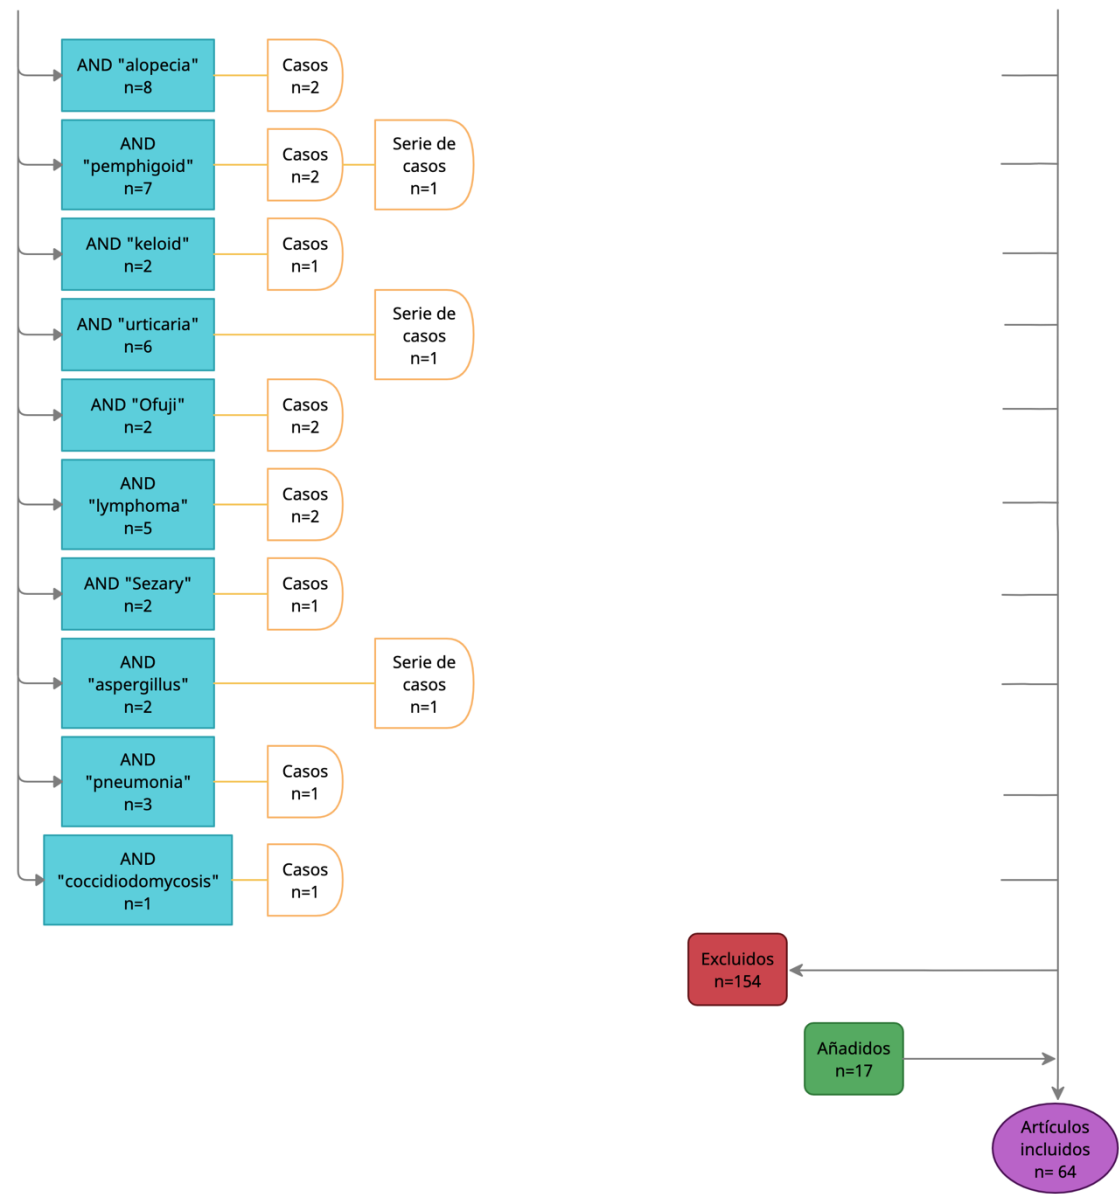 AND "alopecia"
n=8
Casos
n=2
AND
"pemphigoid"
n=7
Casos
n=2
Serie de
casos
n=1
AND "keloid"
n=2
Casos
n=1
AND "urticaria"
n=6
Serie de
casos
n=1
AND "Ofuji"
n=2
Casos
n=2
AND
"lymphoma"
n=5
Casos
n=2
AND "Sezary"
n=2
Casos
n=1
AND
"aspergillus"
n=2
Serie de
casos
n=1
AND
"pneumonia"
n=3
Casos
n=1
AND
"coccidiodomycosis"
n=1
Casos
n=1
Excluidos
n=154
Añadidos
n=17
Artículos
incluidos
n= 64